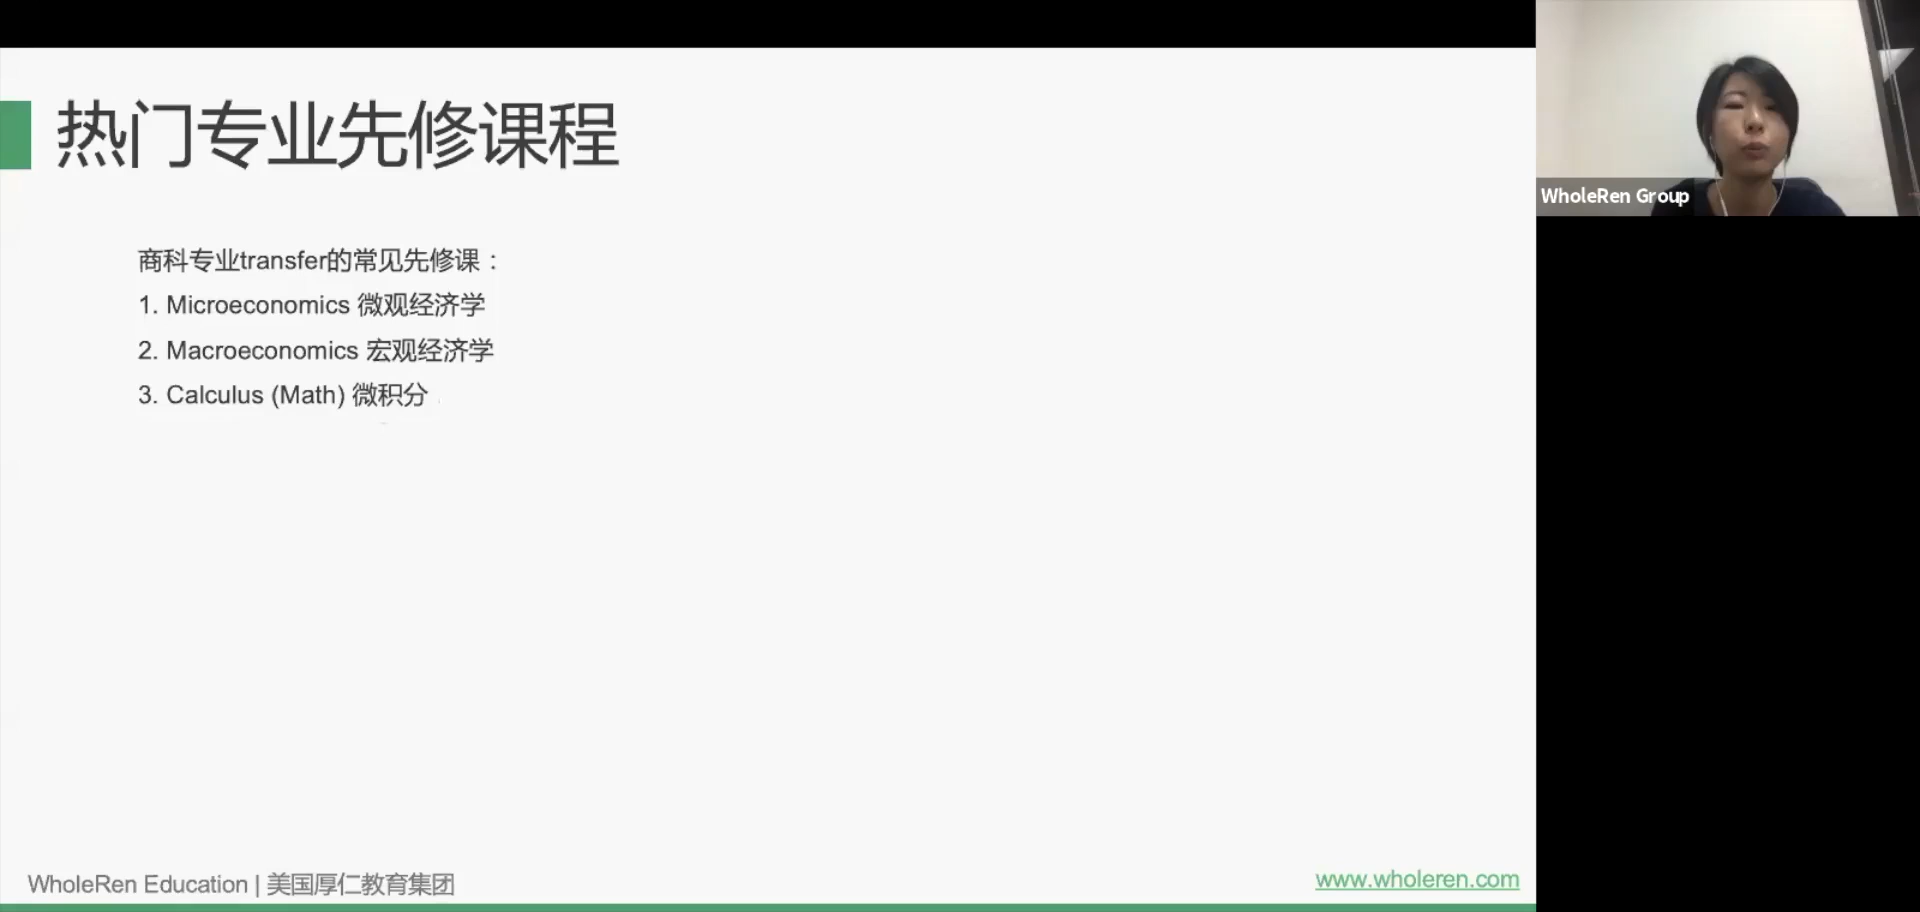 热门专业先修课程
商科专业transfer的常见先修课：
1. Microeconomics 微观经济学
2. Macroeconomics 宏观经济学
3. Calculus (Math) 微积分
WholeRen Group
WholeRen Education | 美国厚仁教育集团
www.wholeren.com